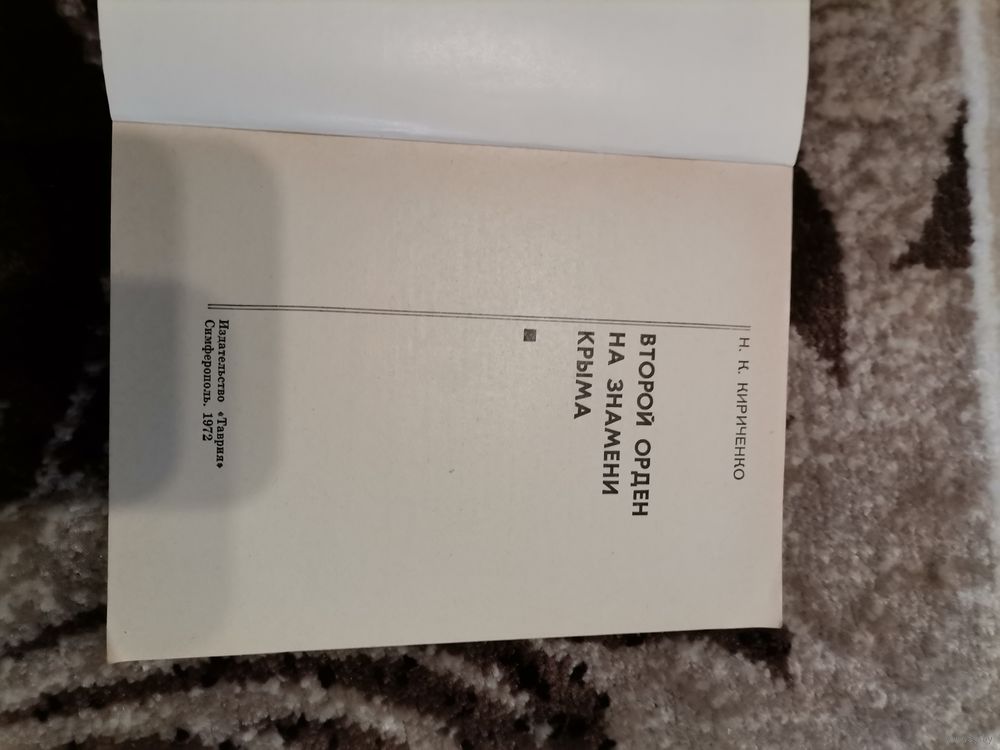 Н. К. КИРИЧЕНКО
ВТОРОЙ ОРДЕН
НА ЗНАМЕНИ
КРЫМА
Издательство «Таврия»
Симферополь, 1972